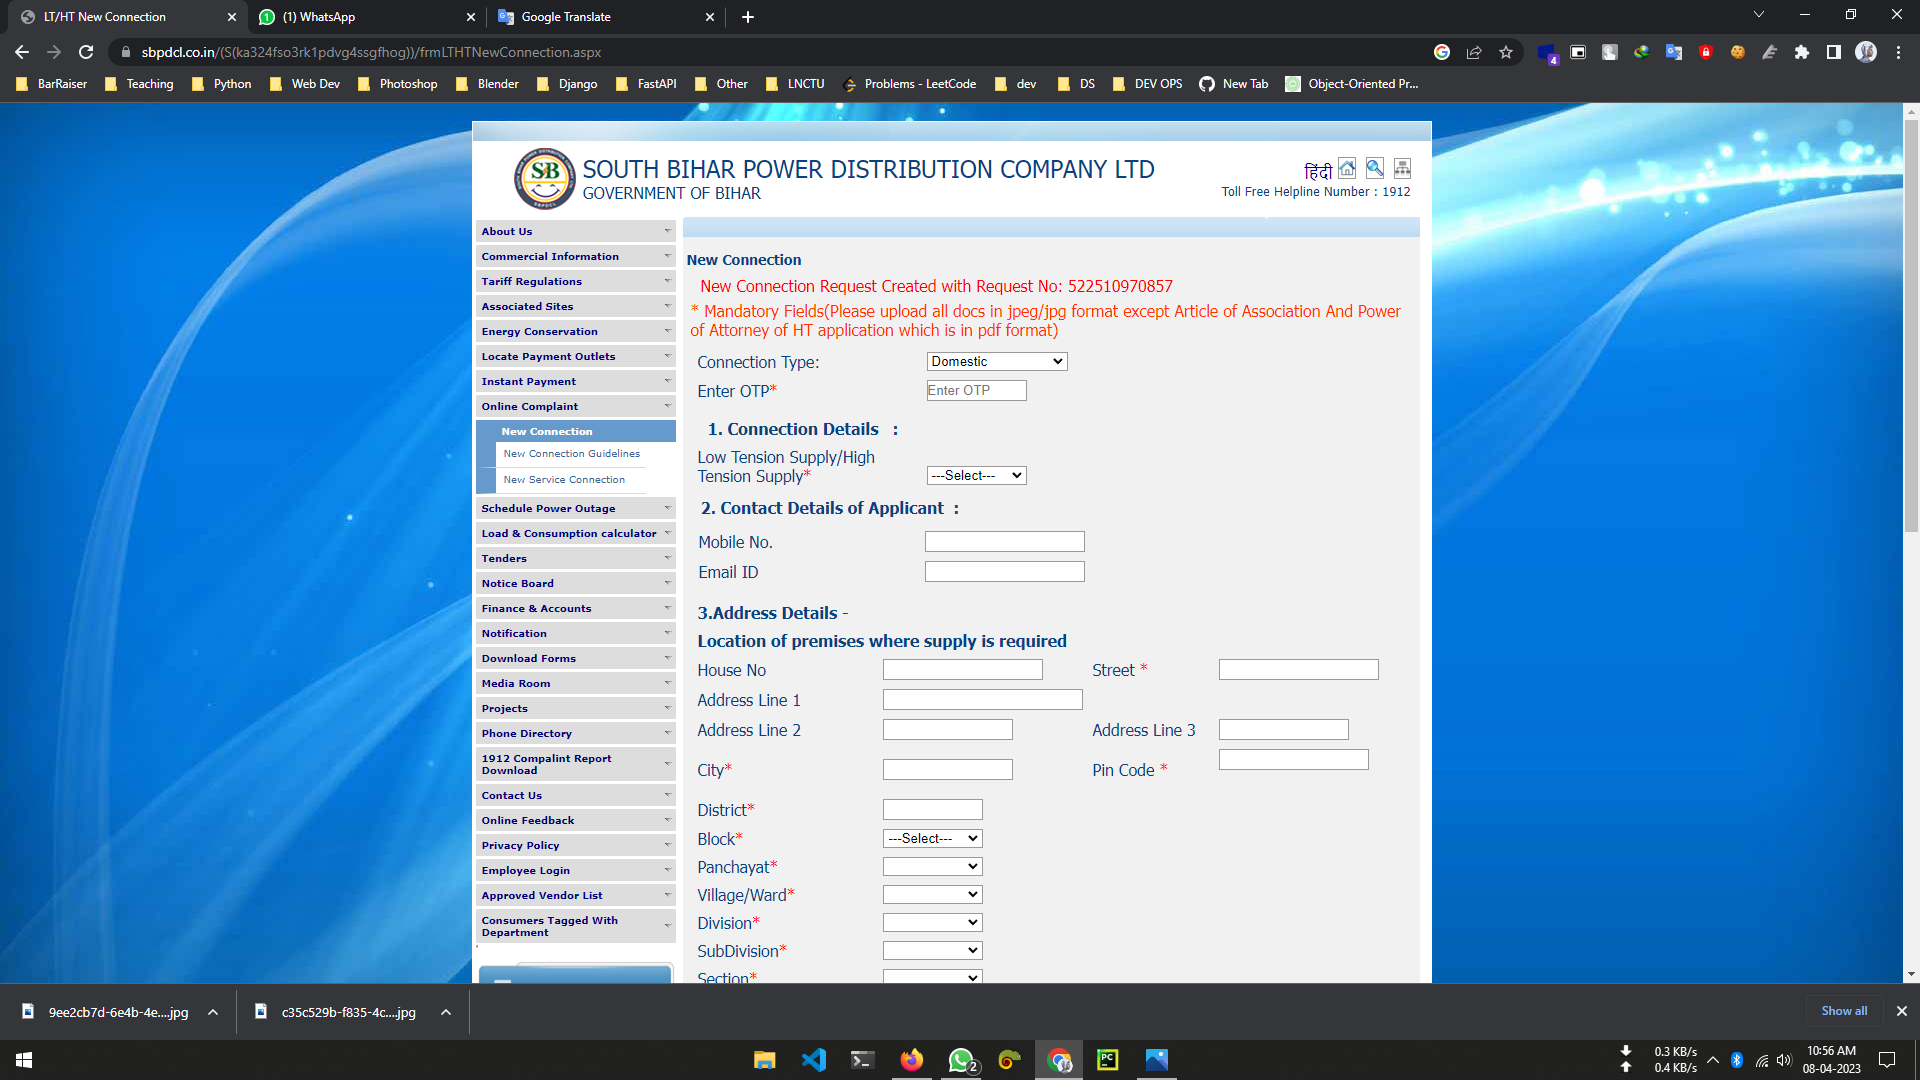 LT/HT New Connection
(1) WhatsApp
Google Translate
sbpdcl.co.in/(S(ka324fso3rk1pdvg4ssgfhog))/frmLTHTNewConnection.aspx
4
BarRaiser
Teaching
Python
Web Dev
Photoshop
Blender
Django
FastAPI
Other
LNCTU
Problems - LeetCode
dev
DS
DEV OPS
New Tab
Object-Oriented Pr...
SB
SBPDCL
SOUTH BIHAR POWER DISTRIBUTION COMPANY LTD
GOVERNMENT OF BIHAR
हिंदी
Toll Free Helpline Number : 1912
About Us
Commercial Information
Tariff Regulations
Associated Sites
Energy Conservation
Locate Payment Outlets
Instant Payment
Online Complaint
New Connection
New Connection Guidelines
New Service Connection
Schedule Power Outage
Load & Consumption calculator
Tenders
Notice Board
Finance & Accounts
Notification
Download Forms
Media Room
Projects
Phone Directory
1912 Compalint Report
Download
Contact Us
Online Feedback
Privacy Policy
Employee Login
Approved Vendor List
Consumers Tagged With
Department
New Connection
New Connection Request Created with Request No: 522510970857
* Mandatory Fields(Please upload all docs in jpeg/jpg format except Article of Association And Power
of Attorney of HT application which is in pdf format)
Connection Type: Domestic
Enter OTP* Enter OTP
1. Connection Details :
Low Tension Supply/High
Tension Supply* ---Select---
2. Contact Details of Applicant :
Mobile No.
Email ID
3.Address Details -
Location of premises where supply is required
House No Street *
Address Line 1
Address Line 2 Address Line 3
City* Pin Code *
District*
Block* ---Select---
Panchayat*
Village/Ward*
Division*
SubDivision*
Section*
9ee2cb7d-6e4b-4e....jpg
c35c529b-f835-4c....jpg
Show all
2
PC
0.3 KB/s
0.4 KB/s
10:56 AM
08-04-2023